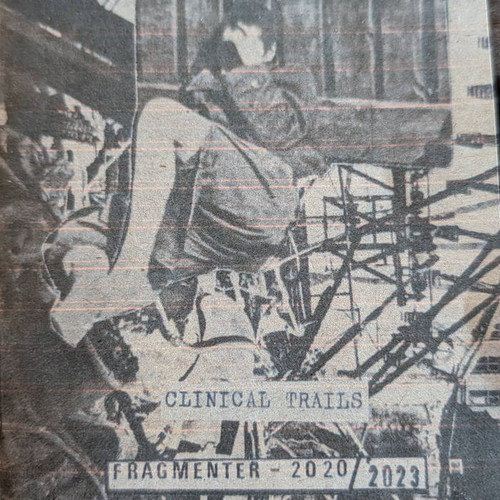 CLINICAL TRAILS
FRAGMENTER - 2020/2023